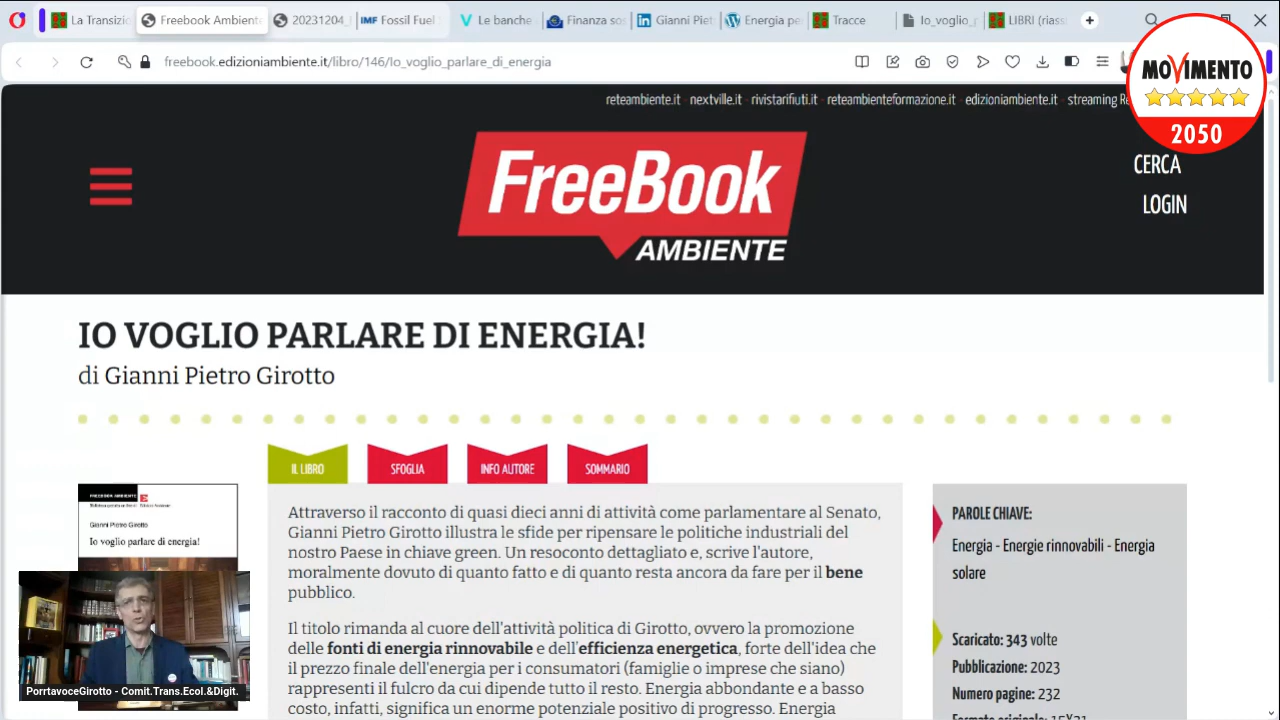 La Transizi
Freebook Ambiente
20231204_
IMF Fossil Fuel
Le banche
Finanza sos
Gianni Piet
Energia pe
Tracce
Io_voglio_p
LIBRI (riass
freebook.edizioniambiente.it/libro/146/Io_voglio_parlare_di_energia
MOVIMENTO
2050
reteambiente.it nextville.it rivistarifiuti.it reteambienteformazione.it edizioniambiente.it streaming Re
FreeBook
AMBIENTE
CERCA
LOGIN
IO VOGLIO PARLARE DI ENERGIA!
di Gianni Pietro Girotto
IL LIBRO
SFOGLIA
INFO AUTORE
SOMMARIO
FREEBOOK AMBIENTE
Gianni Pietro Girotto
Io voglio parlare di energia!
Attraverso il racconto di quasi dieci anni di attività come parlamentare al Senato,
Gianni Pietro Girotto illustra le sfide per ripensare le politiche industriali del
nostro Paese in chiave green. Un resoconto dettagliato e, scrive l'autore,
moralmente dovuto di quanto fatto e di quanto resta ancora da fare per il bene
pubblico.
Il titolo rimanda al cuore dell'attività politica di Girotto, ovvero la promozione
delle fonti di energia rinnovabile e dell'efficienza energetica, forte dell'idea che
il prezzo finale dell'energia per i consumatori (famiglie o imprese che siano)
rappresenti il fulcro da cui dipende tutto il resto. Energia abbondante e a basso
costo, infatti, significa un enorme potenziale positivo di progresso. Energia
PAROLE CHIAVE:
Energia - Energie rinnovabili - Energia
solare
Scaricato: 343 volte
Pubblicazione: 2023
Numero pagine: 232
Formato originale: 15X21
PorrtavoceGirotto - Comit.Trans.Ecol.&Digit.